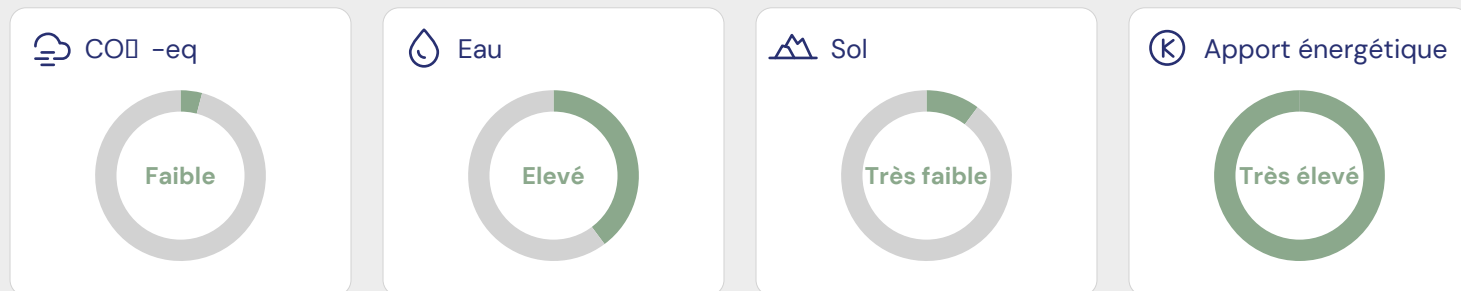 CO▯ -eq
Eau
Sol
Apport énergétique
Faible
Elevé
Très faible
Très élevé